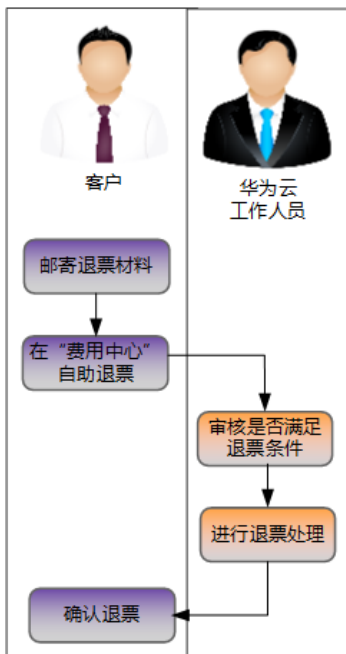 客户
华为云
工作人员
邮寄退票材料
在“费用中心”
自助退票
审核是否满足
退票条件
进行退票处理
确认退票